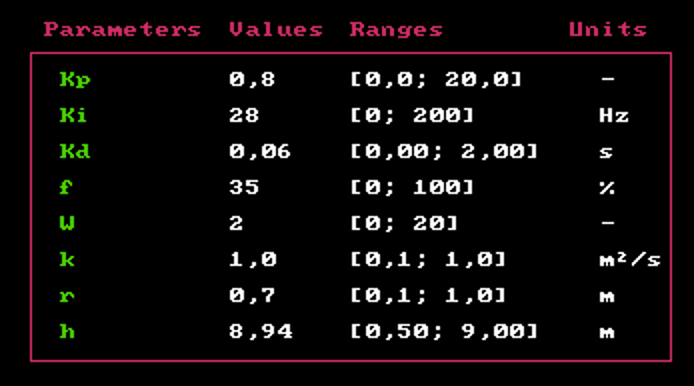 Parameters Values Ranges Units
Kp 0,8 [0,0; 20,0] -
Ki 28 [0; 200] Hz
Kd 0,06 [0,00; 2,00] s
f 35 [0; 100] %
W 2 [0; 20] -
k 1,0 [0,1; 1,0] m²/s
r 0,7 [0,1; 1,0] m
h 8,94 [0,50; 9,00] m